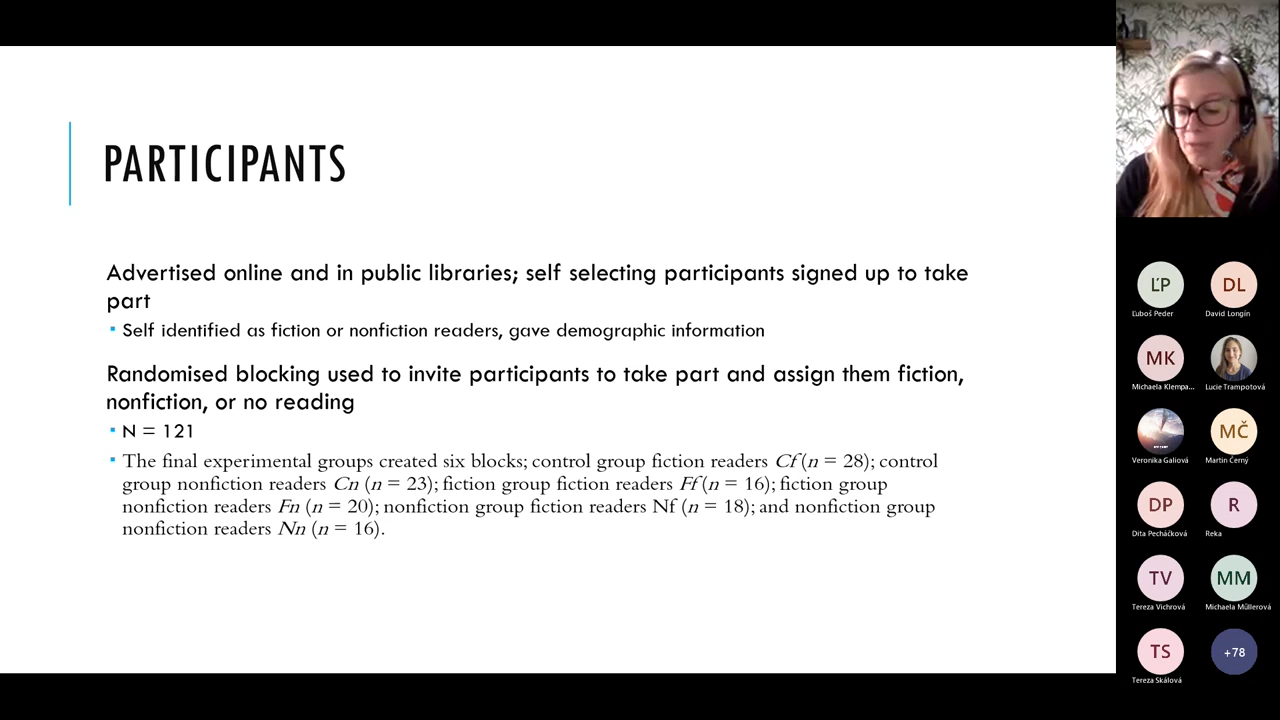 PARTICIPANTS
Advertised online and in public libraries; self selecting participants signed up to take
part
Self identified as fiction or nonfiction readers, gave demographic information
Randomised blocking used to invite participants to take part and assign them fiction,
nonfiction, or no reading
N = 121
The final experimental groups created six blocks; control group fiction readers Cf (n = 28); control
group nonfiction readers Cn (n = 23); fiction group fiction readers Ff (n = 16); fiction group
nonfiction readers Fn (n = 20); nonfiction group fiction readers Nf (n = 18); and nonfiction group
nonfiction readers Nn (n = 16).
ĽP
DL
Ľuboš Peder
David Longín
MK
Michaela Klempa...
Lucie Trampotová
MČ
Veronika Galiová
Martin Černý
DP
R
Dita Pecháčková
Reka
TV
MM
Tereza Vichrová
Michaela Müllerová
TS
+78
Tereza Skálová